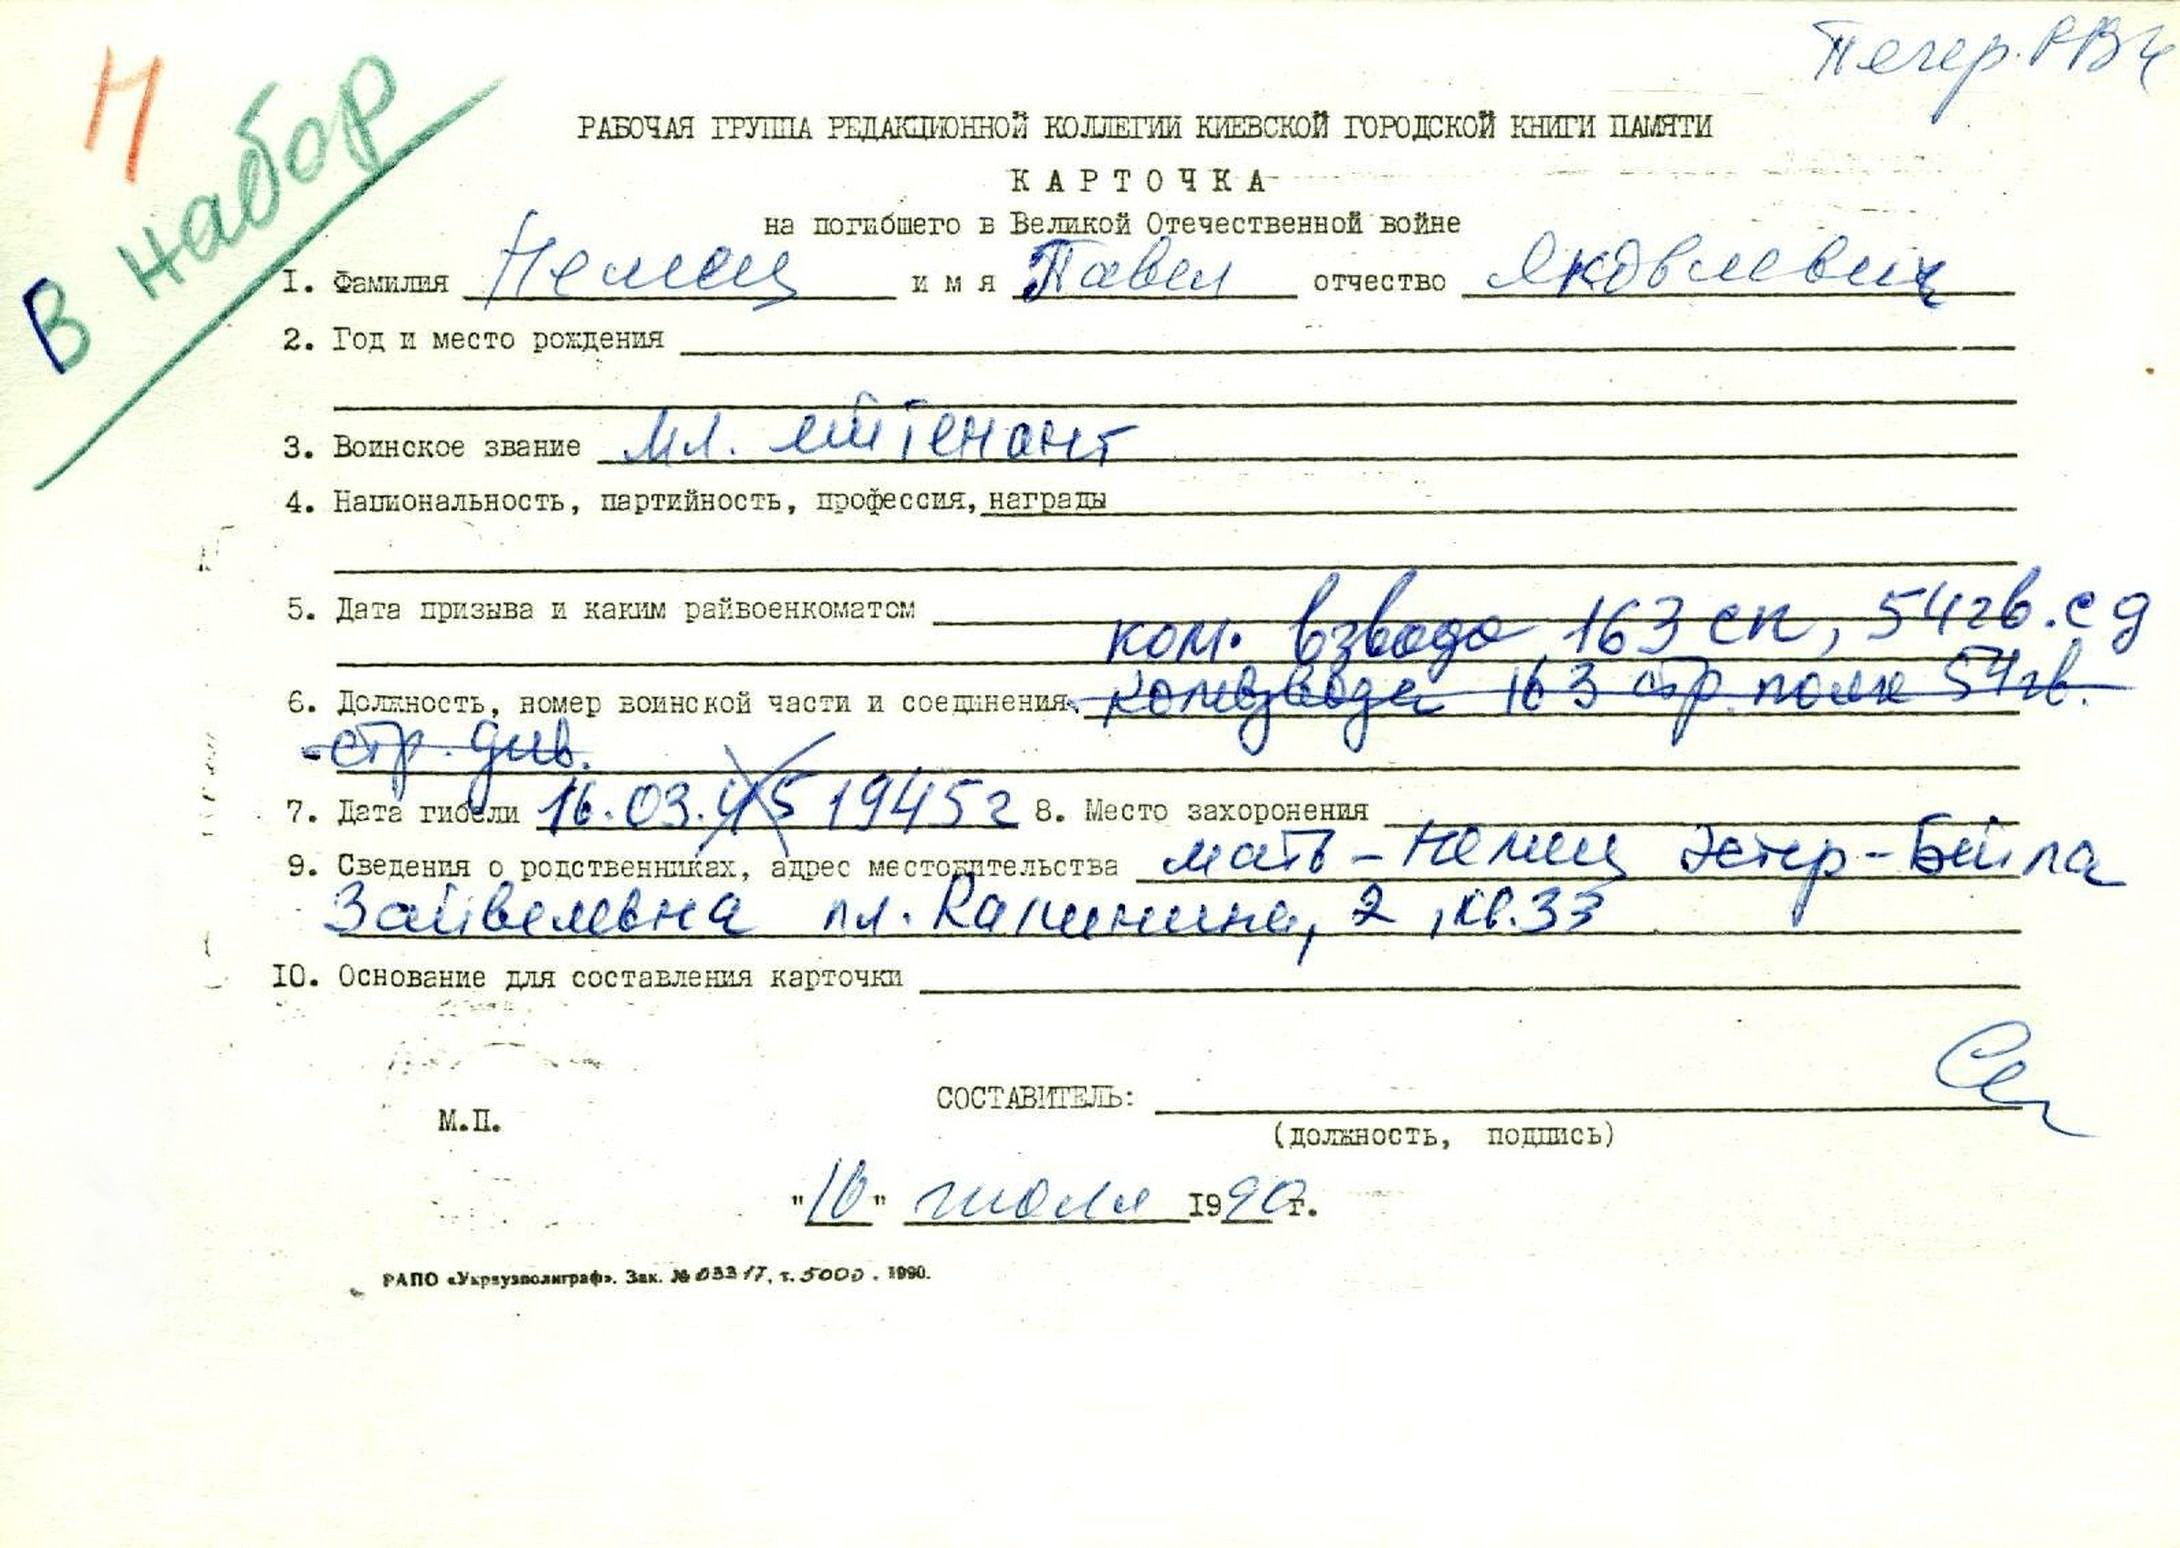 Печер. РВК
Н
В набор
РАБОЧАЯ ГРУППА РЕДАКЦИОННОЙ КОЛЛЕГИИ КИЕВСКОЙ ГОРОДСКОЙ КНИГИ ПАМЯТИ
КАРТОЧКА
на погибшего в Великой Отечественной войне
1. Фамилия Немец имя Павел отчество Яковлевич
2. Год и место рождения
3. Воинское звание Мл. лейтенант
4. Национальность, партийность, профессия, награды
5. Дата призыва и каким райвоенкоматом
ком. взвода 163 сп, 54 гв. сд
6. Должность, номер воинской части и соединения, комвзвода 163 стр. полк 54 гв.
стр. див.
7. Дата гибели 16.03.45 1945г 8. Место захоронения
9. Сведения о родственниках, адрес местожительства мать - Немец Эстер-Бейла
Зайвелевна пл. Калинина, 2, кв. 33
10. Основание для составления карточки
СОСТАВИТЕЛЬ:
М.П.
(должность, подпись)
"10" июля 1990 г.
РАПО «Укрвузполиграф». Зак. № 03317, т. 5000. 1990.